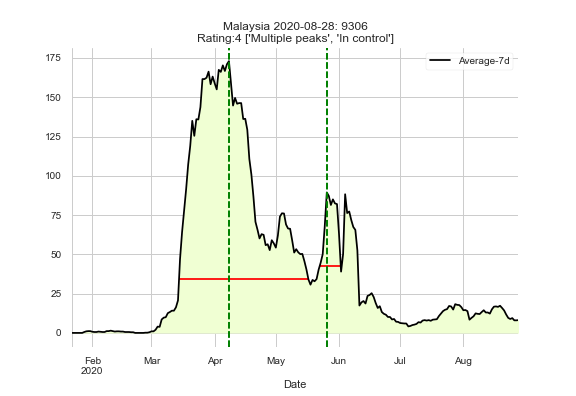 Malaysia 2020-08-28: 9306
Rating:4 ['Multiple peaks', 'In control']
Average-7d
175
150
125
100
75
50
25
0
Feb
2020
Mar
Apr
May
Jun
Jul
Aug
Date